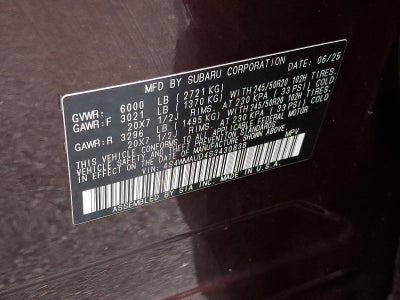 MFD BY SUBARU CORPORATION DATE: 06/25
GVWR: 6000 LB (2721 KG)
GAWR:F 3021 LB (1370 KG) WITH 245/50R20 102H TIRES,
20X7 1/2J RIMS, AT 230 KPA (33 PSI) COLD
GAWR:R 3296 LB (1495 KG) WITH 245/50R20 102H TIRES,
20X7 1/2J RIMS, AT 230 KPA (33 PSI) COLD
THIS VEHICLE CONFORMS TO ALL APPLICABLE FEDERAL MOTOR
VEHICLE SAFETY STANDARDS IN EFFECT ON THE
DATE OF MANUFACTURE SHOWN ABOVE.
VIN: MPV
ASSEMBLED BY SIA INC. MADE IN U.S.A.